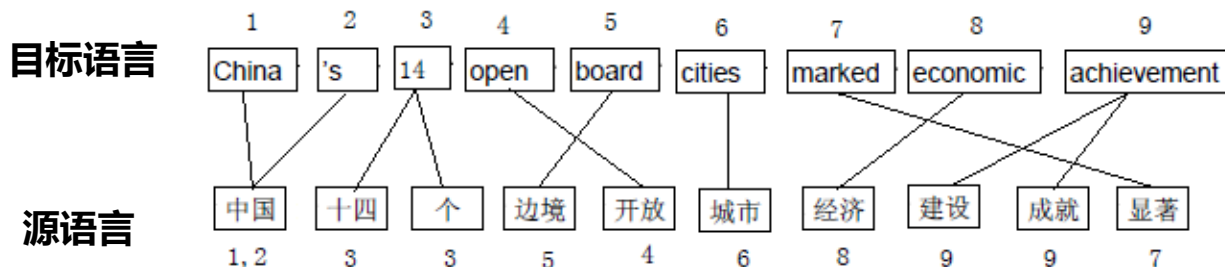 1 2 3 4 5 6 7 8 9
目标语言 China 's 14 open board cities marked economic achievement
源语言 中国 十四 个 边境 开放 城市 经济 建设 成就 显著
1,2 3 3 5 4 6 8 9 9 7